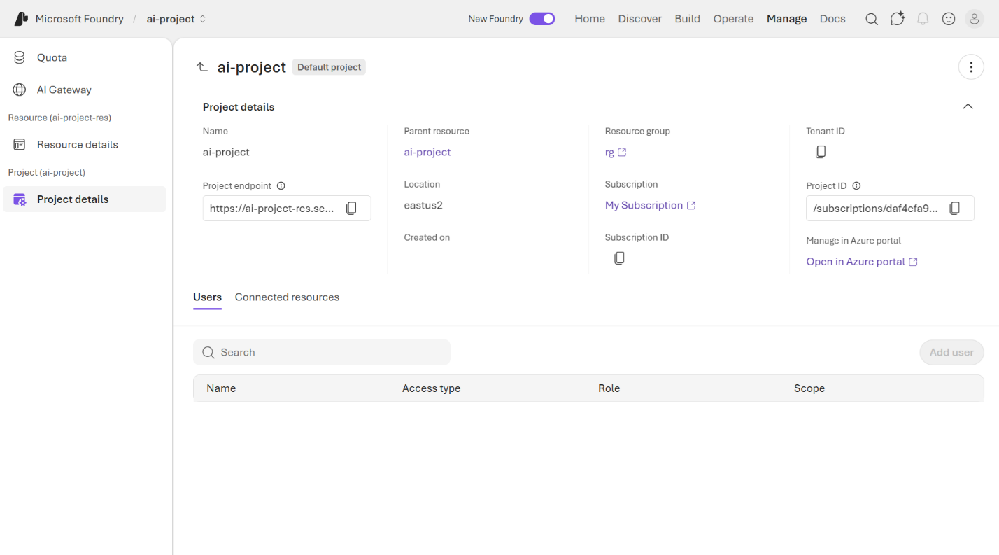 Microsoft Foundry / ai-project
New Foundry
Home Discover Build Operate Manage Docs
Quota
AI Gateway
Resource (ai-project-res)
Resource details
Project (ai-project)
Project details
ai-project Default project
Project details
Name
ai-project
Project endpoint
https://ai-project-res.se...
Parent resource
ai-project
Location
eastus2
Created on
Resource group
rg
Subscription
My Subscription
Subscription ID
Tenant ID
Project ID
/subscriptions/daf4efa9...
Manage in Azure portal
Open in Azure portal
Users Connected resources
Search
Add user
Name Access type Role Scope